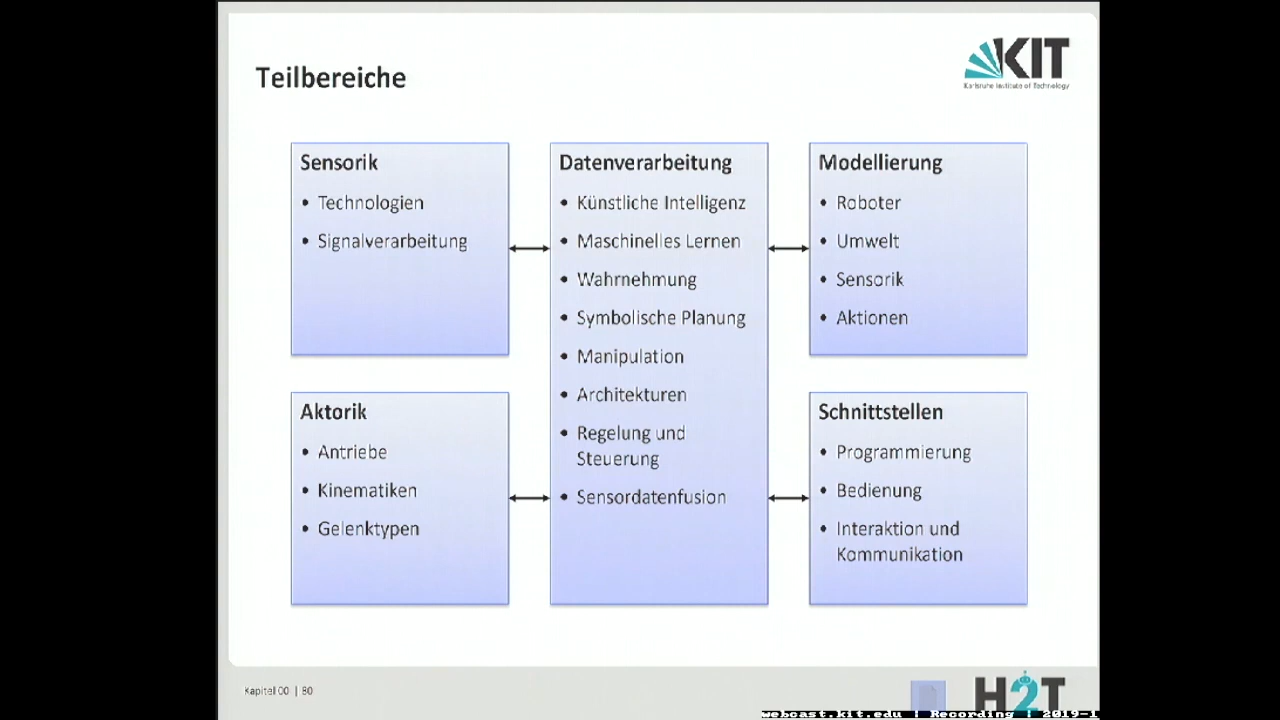 Teilbereiche
KIT
Karlsruhe Institute of Technology
Sensorik
• Technologien
• Signalverarbeitung
Datenverarbeitung
• Künstliche Intelligenz
• Maschinelles Lernen
• Wahrnehmung
• Symbolische Planung
• Manipulation
• Architekturen
• Regelung und
Steuerung
• Sensordatenfusion
Modellierung
• Roboter
• Umwelt
• Sensorik
• Aktionen
Aktorik
• Antriebe
• Kinematiken
• Gelenktypen
Schnittstellen
• Programmierung
• Bedienung
• Interaktion und
Kommunikation
Kapitel 00 | 80
H2T
webcast.kit.edu | Recording | 2019-1